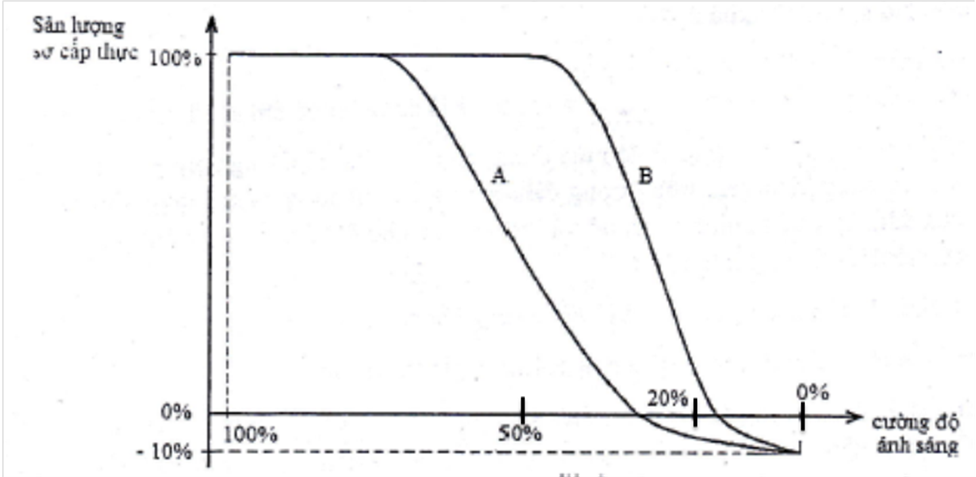 Sản lượng
sơ cấp thực
100%
A
B
20%
0%
0%
100%
50%
cường độ
ánh sáng
- 10%